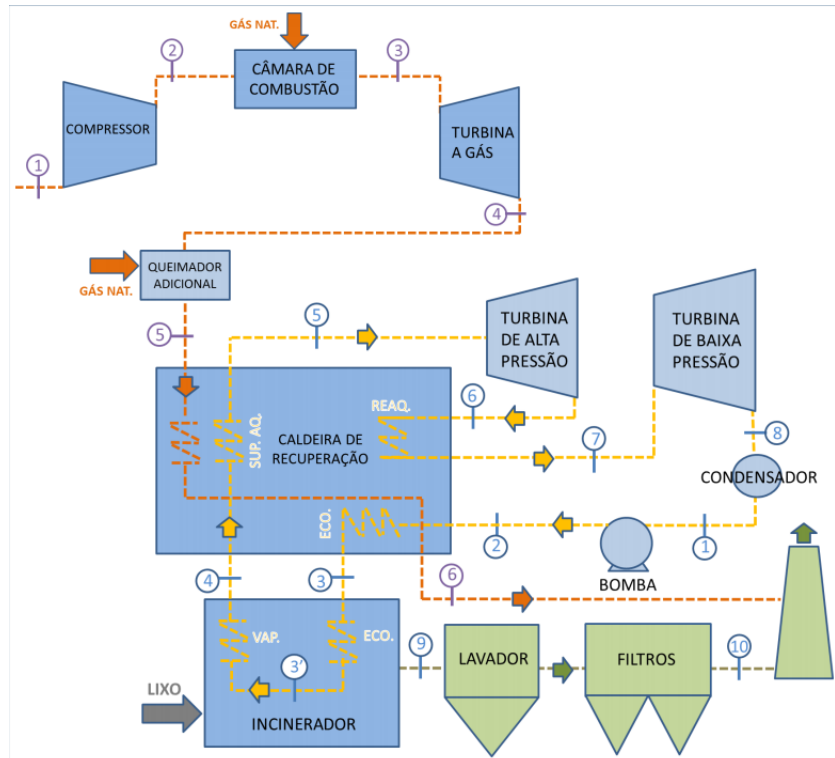 GÁS NAT.
2
3
CÂMARA DE
COMBUSTÃO
COMPRESSOR
TURBINA
A GÁS
1
4
QUEIMADOR
ADICIONAL
GÁS NAT.
5
5
TURBINA
DE ALTA
PRESSÃO
TURBINA
DE BAIXA
PRESSÃO
REAQ.
6
SUP. AQ.
CALDEIRA DE
RECUPERAÇÃO
7
8
CONDENSADOR
ECO.
2
1
BOMBA
4
3
6
VAP.
ECO.
3'
LIXO
INCINERADOR
9
LAVADOR
FILTROS
10